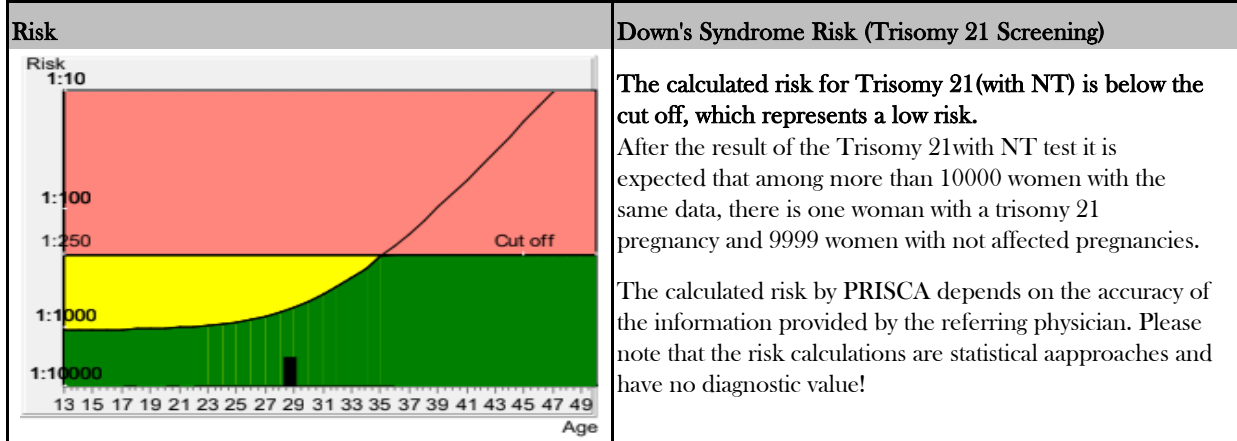 Risk
Down's Syndrome Risk (Trisomy 21 Screening)
Risk
1:10
1:100
1:250
Cut off
1:1000
1:10000
13 15 17 19 21 23 25 27 29 31 33 35 37 39 41 43 45 47 49
Age
The calculated risk for Trisomy 21(with NT) is below the
cut off, which represents a low risk.
After the result of the Trisomy 21with NT test it is
expected that among more than 10000 women with the
same data, there is one woman with a trisomy 21
pregnancy and 9999 women with not affected pregnancies.
The calculated risk by PRISCA depends on the accuracy of
the information provided by the referring physician. Please
note that the risk calculations are statistical aapproaches and
have no diagnostic value!